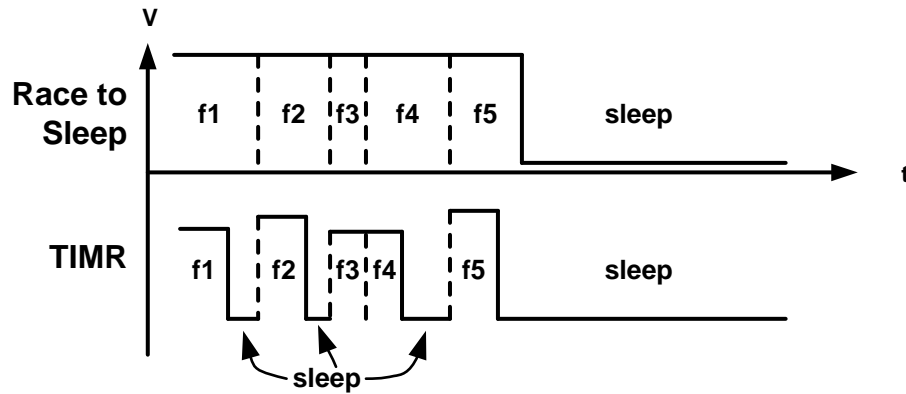 V
Race to
Sleep
f1 f2 f3 f4 f5 sleep
t
TIMR
f1 f2 f3 f4 f5 sleep
sleep